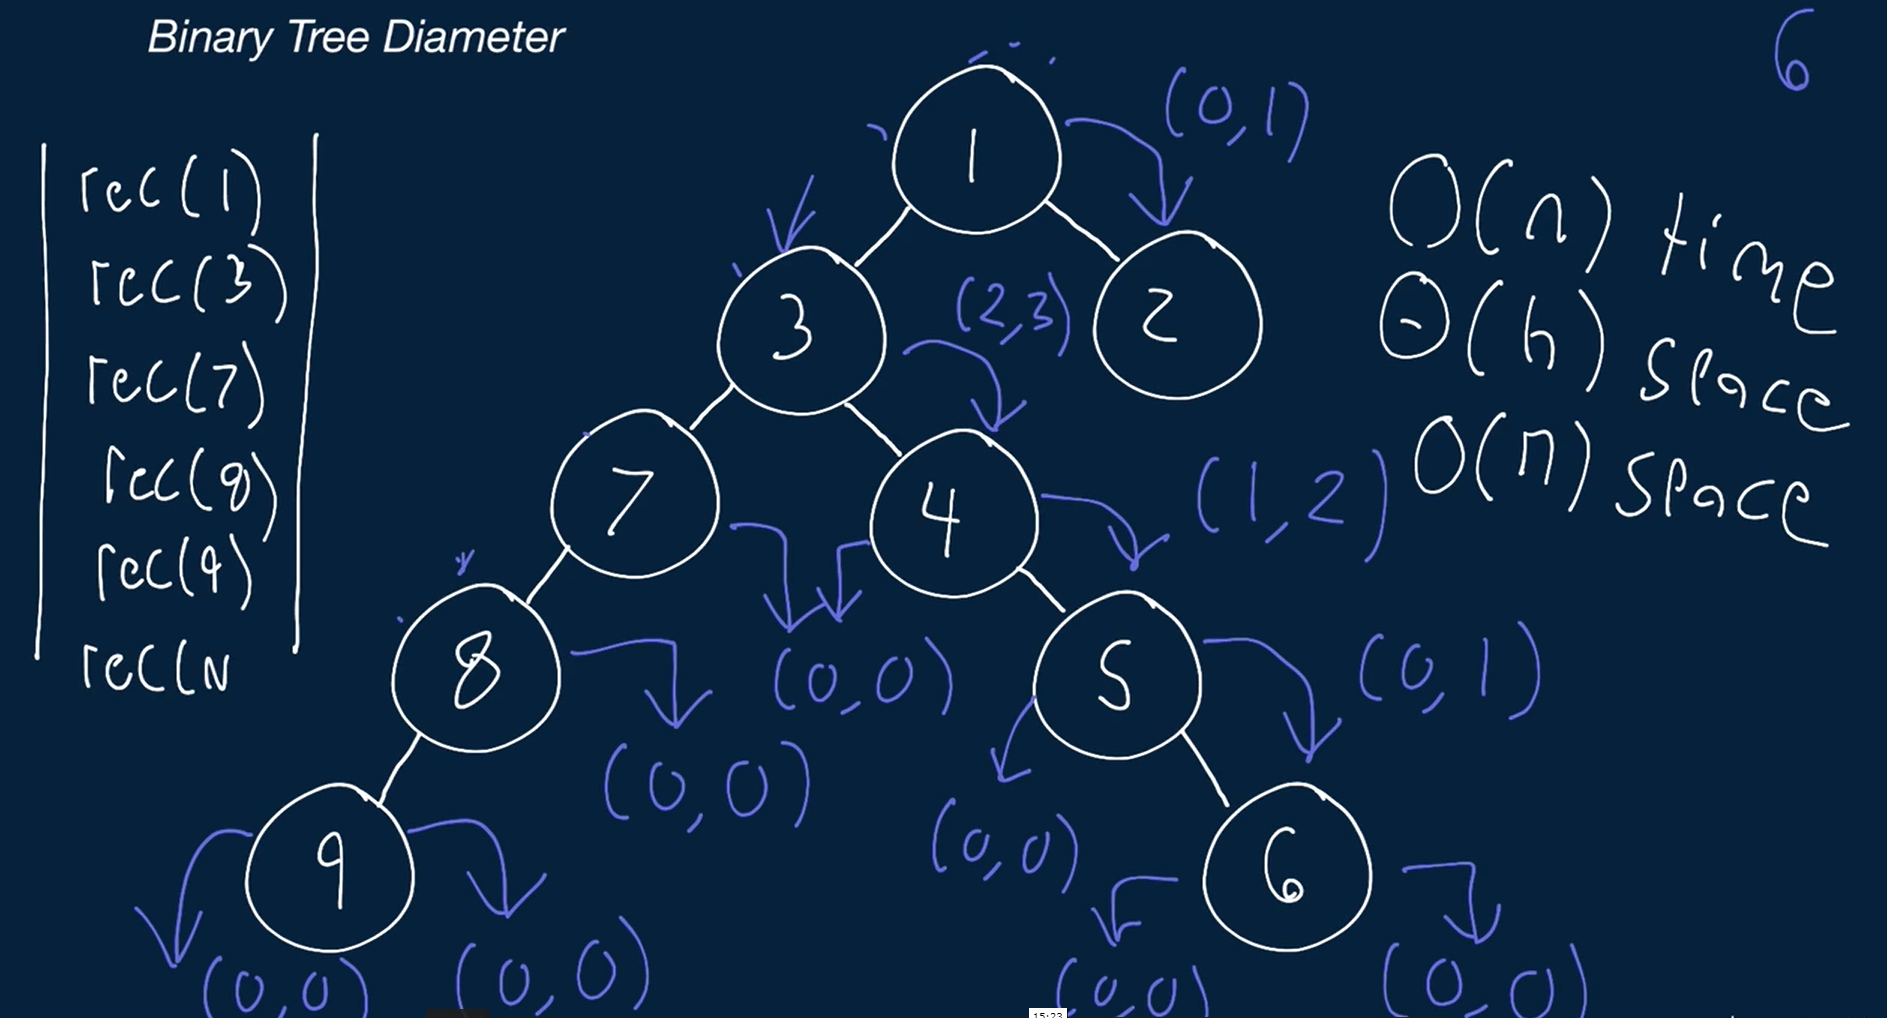 Binary Tree Diameter
6
rec(1)
rec(3)
rec(7)
rec(8)
rec(9)
rec(N
1
(0,1)
3
(2,3)
2
7
4
(1,2)
8
(0,0)
(0,0)
5
(0,1)
9
(0,0)
(0,0)
(0,0)
6
(0,0)
(0,0)
O(n) time
Θ(h) space
O(n) space
15:23